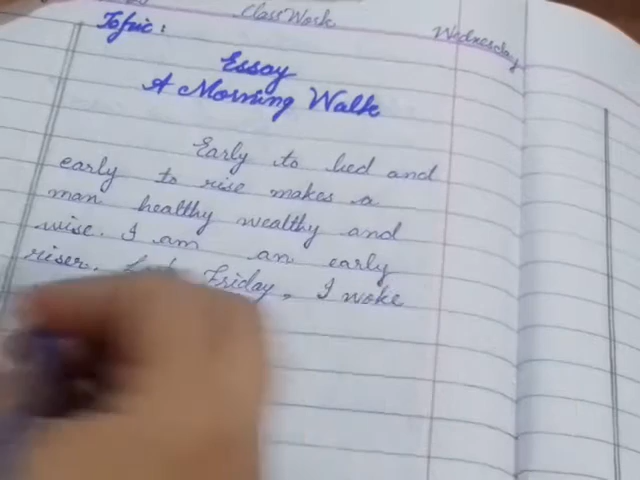 Class Work
Wednesday
Topic:
Essay
A Morning Walk
Early to bed and
early to rise makes a
man healthy wealthy and
wise. I am an early
riser. Friday, I woke